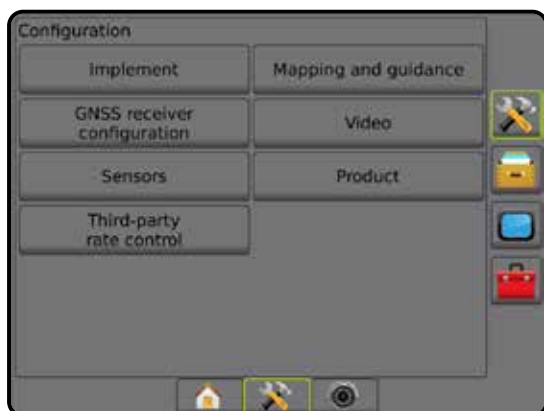 Configuration
Implement
Mapping and guidance
GNSS receiver
configuration
Video
Sensors
Product
Third-party
rate control